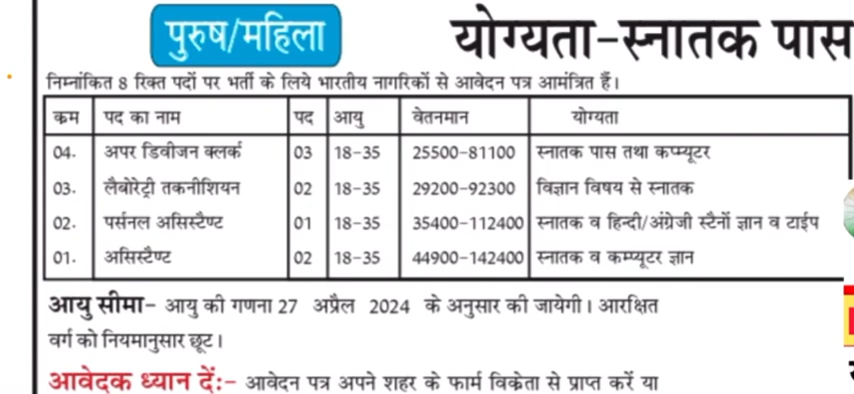 पुरुष/महिला योग्यता-स्नातक पास
निम्नांकित 8 रिक्त पदों पर भर्ती के लिये भारतीय नागरिकों से आवेदन पत्र आमंत्रित हैं।
क्रम पद का नाम पद आयु वेतनमान योग्यता
04. अपर डिवीजन क्लर्क 03 18-35 25500-81100 स्नातक पास तथा कम्प्यूटर
03. लैबोरेट्री तकनीशियन 02 18-35 29200-92300 विज्ञान विषय से स्नातक
02. पर्सनल असिस्टैण्ट 01 18-35 35400-112400 स्नातक व हिन्दी/अंग्रेजी स्टैनों ज्ञान व टाईप
01. असिस्टैण्ट 02 18-35 44900-142400 स्नातक व कम्प्यूटर ज्ञान
आयु सीमा- आयु की गणना 27 अप्रैल 2024 के अनुसार की जायेगी। आरक्षित
वर्ग को नियमानुसार छूट।
आवेदक ध्यान दें:- आवेदन पत्र अपने शहर के फार्म विक्रेता से प्राप्त करें या